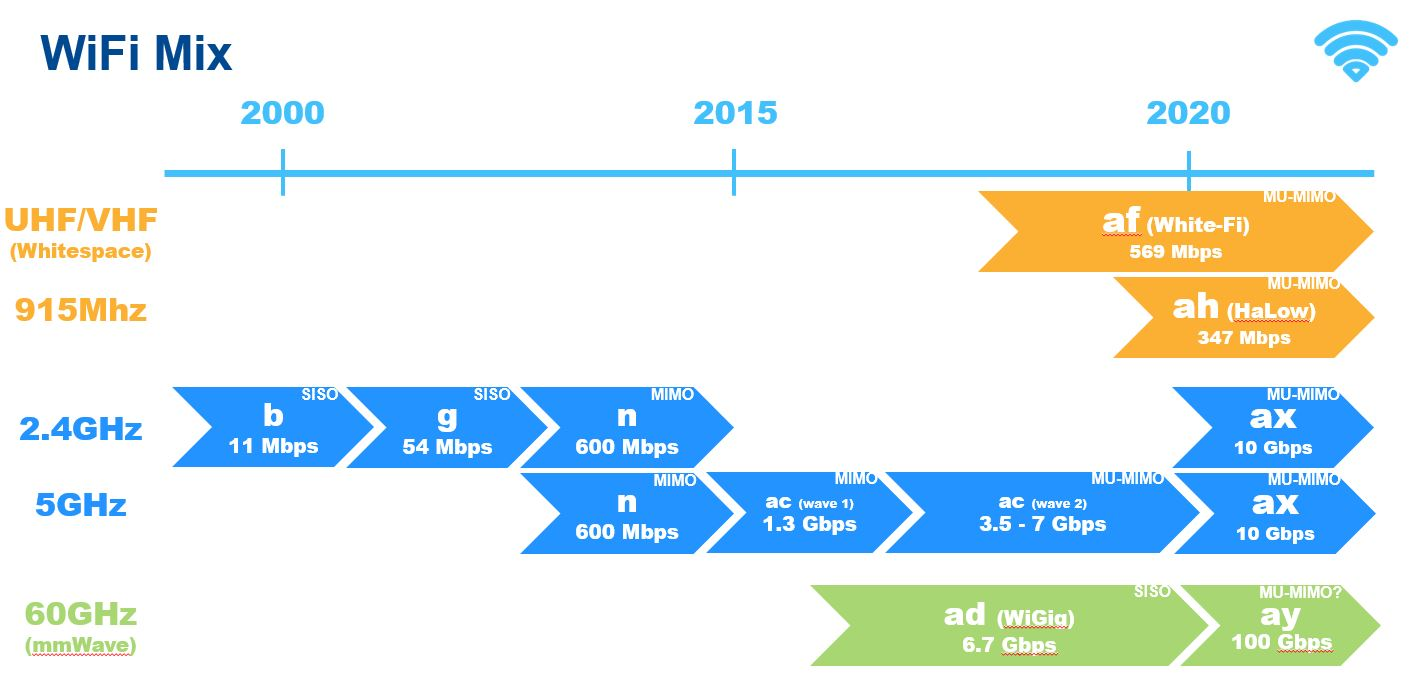 WiFi Mix
2000 2015 2020
UHF/VHF
(Whitespace)
MU-MIMO
af (White-Fi)
569 Mbps
915Mhz
MU-MIMO
ah (HaLow)
347 Mbps
2.4GHz
SISO
b
11 Mbps
SISO
g
54 Mbps
MIMO
n
600 Mbps
MU-MIMO
ax
10 Gbps
5GHz
MIMO
n
600 Mbps
MIMO
ac (wave 1)
1.3 Gbps
MU-MIMO
ac (wave 2)
3.5 - 7 Gbps
MU-MIMO
ax
10 Gbps
60GHz
(mmWave)
SISO
ad (WiGig)
6.7 Gbps
MU-MIMO?
ay
100 Gbps